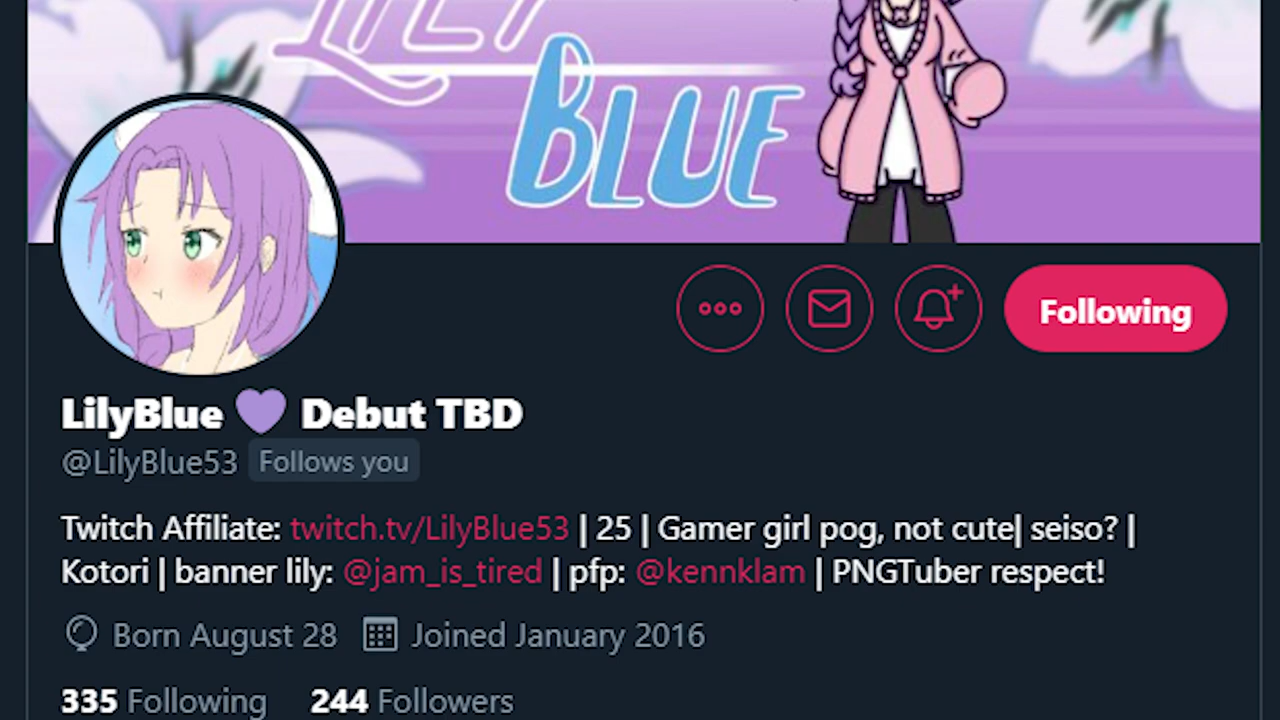 LILY
BLUE
Following
LilyBlue 💜 Debut TBD
@LilyBlue53 Follows you
Twitch Affiliate: twitch.tv/LilyBlue53 | 25 | Gamer girl pog, not cute| seiso? |
Kotori | banner lily: @jam_is_tired | pfp: @kennklam | PNGTuber respect!
Born August 28 Joined January 2016
335 Following 244 Followers